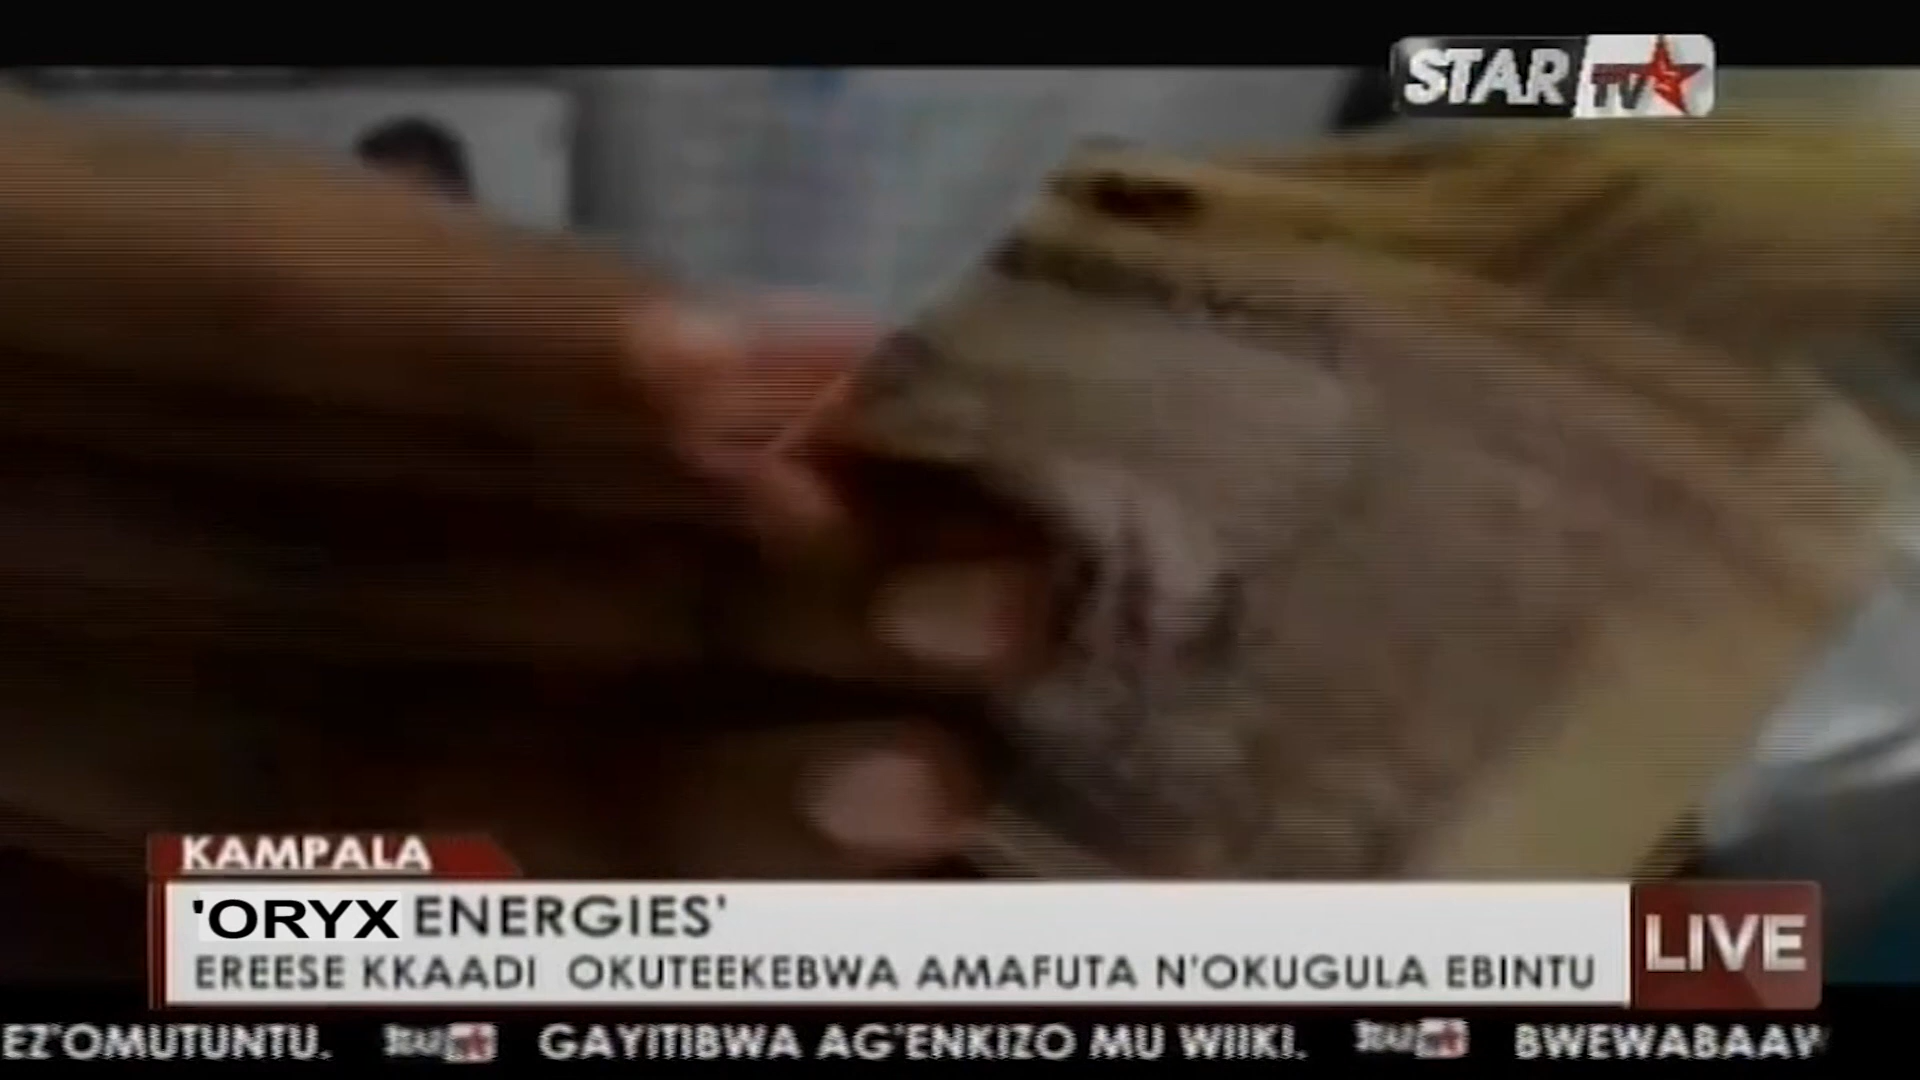 STAR TV
KAMPALA
'ORYX ENERGIES'
EREESE KKAADI OKUTEEKEBWA AMAFUTA N'OKUGULA EBINTU
LIVE
EZ'OMUTUNTU. GAYITIBWA AG'ENKIZO MU WIIKI. BWEWABAAW